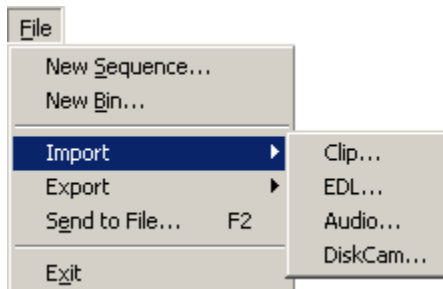 File
New Sequence...
New Bin...
Import
Export
Send to File... F2
Exit
Clip...
EDL...
Audio...
DiskCam...